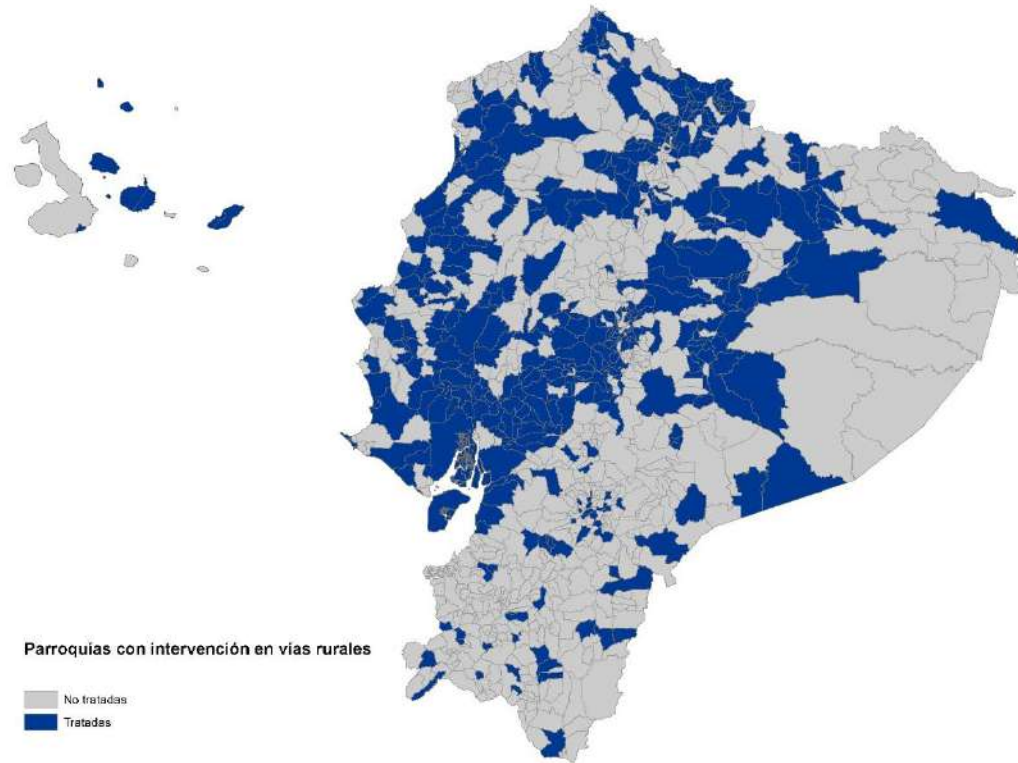 Parroquias con intervención en vías rurales
No tratadas
Tratadas